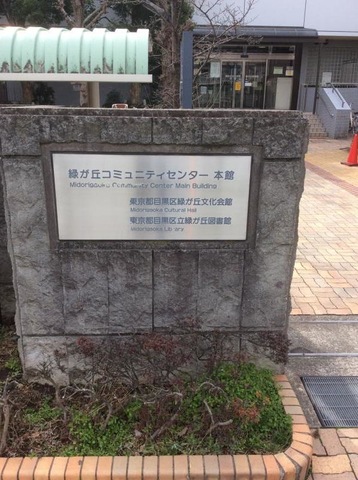 緑が丘コミュニティセンター 本館
Midorigaoka Community Center Main Building
東京都目黒区緑が丘文化会館
Midorigaoka Cultural Hall
東京都目黒区立緑が丘図書館
Midorigaoka Library